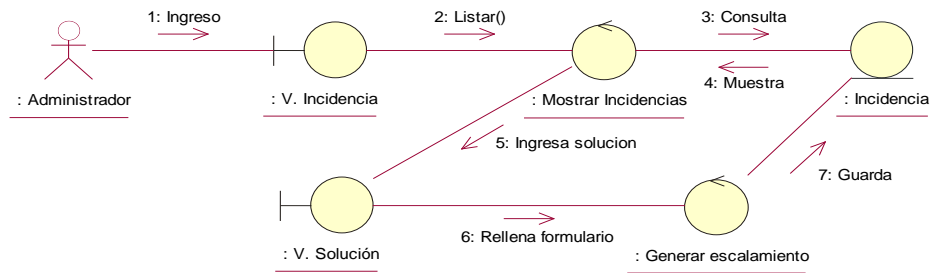 1: Ingreso
2: Listar()
3: Consulta
4: Muestra
: Administrador
: V. Incidencia
: Mostrar Incidencias
: Incidencia
5: Ingresa solucion
7: Guarda
6: Rellena formulario
: V. Solución
: Generar escalamiento